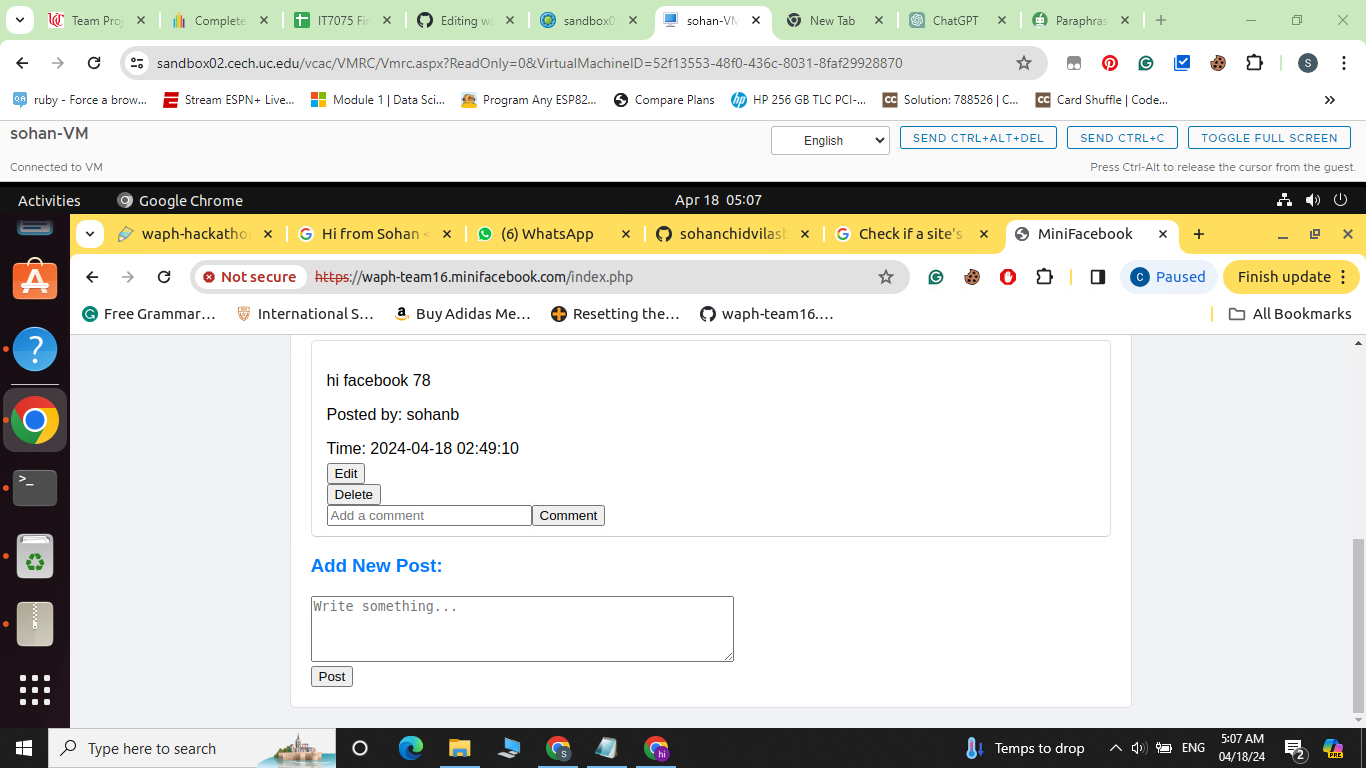 Team Proj
Complete
IT7075 Fin
Editing wa
sandbox0
sohan-VM
New Tab
ChatGPT
Paraphras
sandbox02.cech.uc.edu/vcac/VMRC/Vmrc.aspx?ReadOnly=0&VirtualMachineID=52f13553-48f0-436c-8031-8faf29928870
S
ruby - Force a brow...
Stream ESPN+ Live...
Module 1 | Data Sci...
Program Any ESP82...
Compare Plans
HP 256 GB TLC PCI-...
CC Solution: 788526 | C...
CC Card Shuffle | Code...
sohan-VM
English
SEND CTRL+ALT+DEL
SEND CTRL+C
TOGGLE FULL SCREEN
Connected to VM
Press Ctrl-Alt to release the cursor from the guest.
Activities
Google Chrome
Apr 18 05:07
waph-hackatho
Hi from Sohan <
(6) WhatsApp
sohanchidvilasb
Check if a site's
MiniFacebook
Not secure
https://waph-team16.minifacebook.com/index.php
C Paused
Finish update
Free Grammar...
International S...
Buy Adidas Me...
Resetting the...
waph-team16....
All Bookmarks
hi facebook 78
Posted by: sohanb
Time: 2024-04-18 02:49:10
Edit
Delete
Add a comment
Comment
Add New Post:
Write something...
Post
Type here to search
Temps to drop
ENG
5:07 AM
04/18/24
2